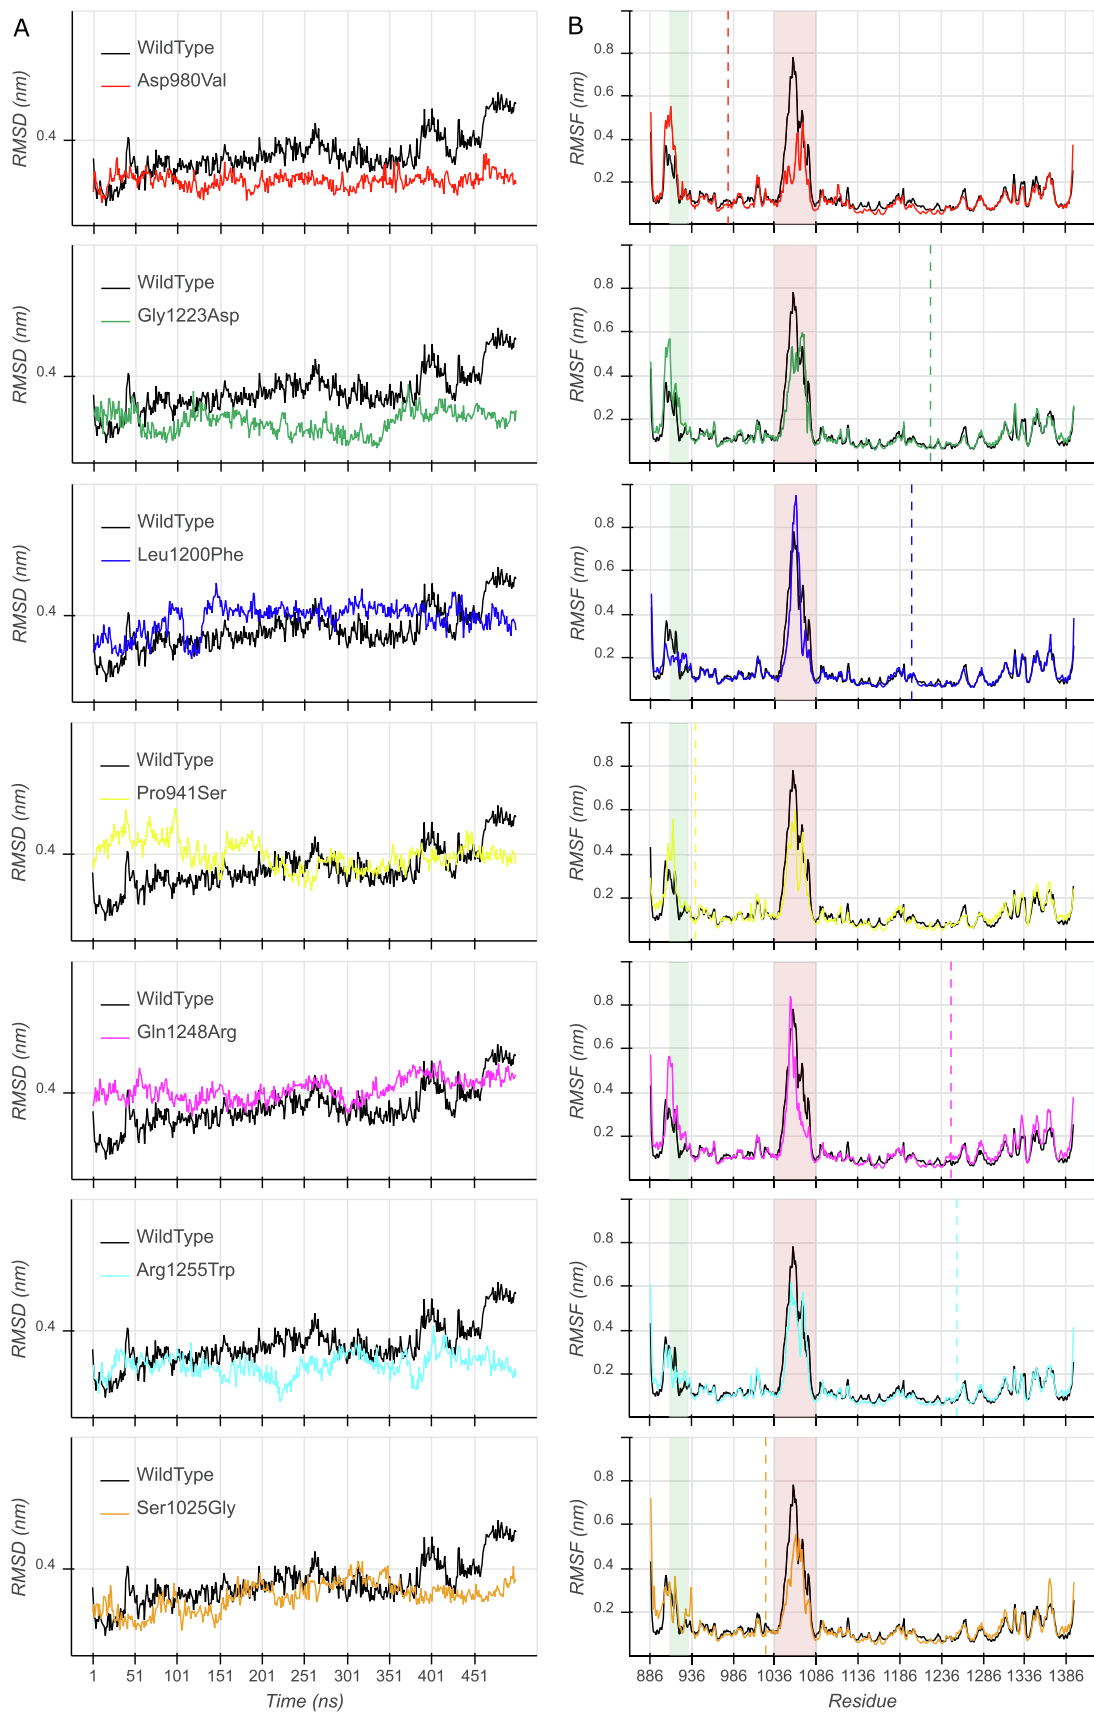 A
B
WildType
Asp980Val
RMSD (nm)
0.4
0.8
0.6
0.4
0.2
RMSF (nm)
WildType
Gly1223Asp
RMSD (nm)
0.4
0.8
0.6
0.4
0.2
RMSF (nm)
WildType
Leu1200Phe
RMSD (nm)
0.4
0.8
0.6
0.4
0.2
RMSF (nm)
WildType
Pro941Ser
RMSD (nm)
0.4
0.8
0.6
0.4
0.2
RMSF (nm)
WildType
Gln1248Arg
RMSD (nm)
0.4
0.8
0.6
0.4
0.2
RMSF (nm)
WildType
Arg1255Trp
RMSD (nm)
0.4
0.8
0.6
0.4
0.2
RMSF (nm)
WildType
Ser1025Gly
RMSD (nm)
0.4
0.8
0.6
0.4
0.2
RMSF (nm)
1 51 101 151 201 251 301 351 401 451
Time (ns)
886 936 986 1036 1086 1136 1186 1236 1286 1336 1386
Residue